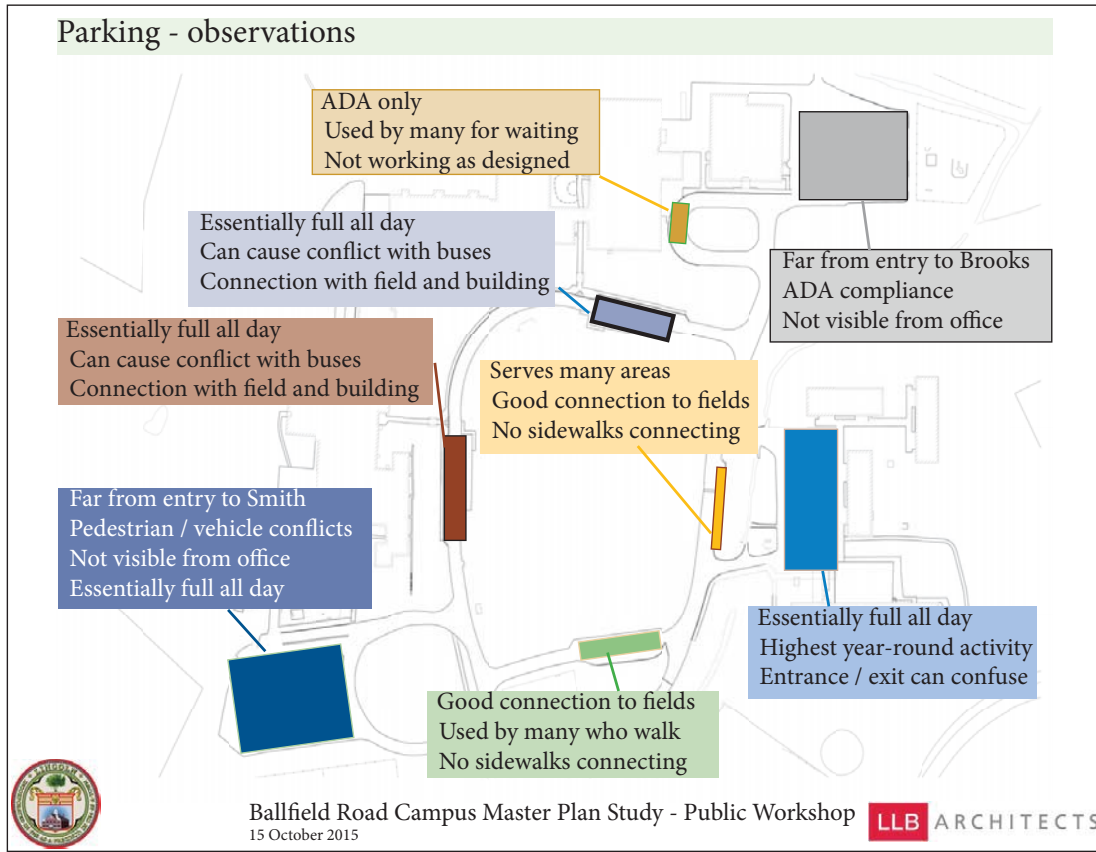 Parking - observations
ADA only
Used by many for waiting
Not working as designed
Essentially full all day
Can cause conflict with buses
Connection with field and building
Far from entry to Brooks
ADA compliance
Not visible from office
Essentially full all day
Can cause conflict with buses
Connection with field and building
Serves many areas
Good connection to fields
No sidewalks connecting
Far from entry to Smith
Pedestrian / vehicle conflicts
Not visible from office
Essentially full all day
Essentially full all day
Highest year-round activity
Entrance / exit can confuse
Good connection to fields
Used by many who walk
No sidewalks connecting
Ballfield Road Campus Master Plan Study - Public Workshop
15 October 2015
LLB ARCHITECTS